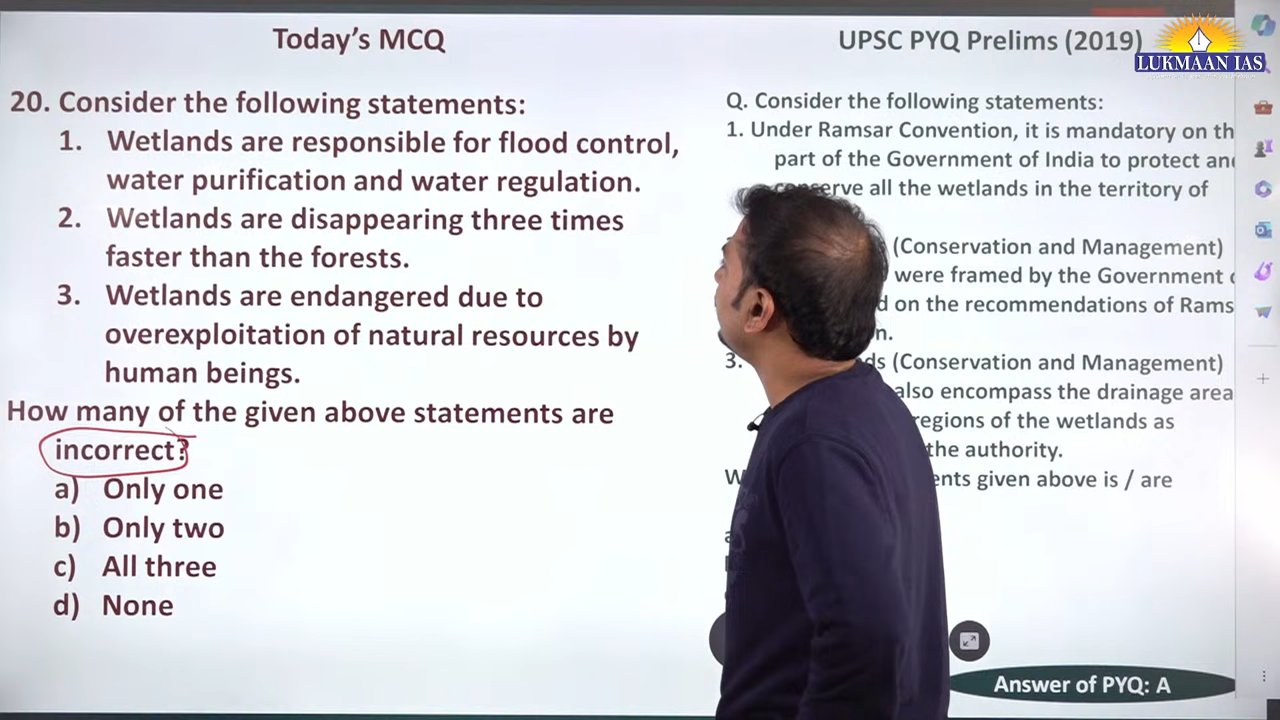 Today's MCQ
20. Consider the following statements:
1. Wetlands are responsible for flood control,
water purification and water regulation.
2. Wetlands are disappearing three times
faster than the forests.
3. Wetlands are endangered due to
overexploitation of natural resources by
human beings.
How many of the given above statements are
incorrect?
a) Only one
b) Only two
c) All three
d) None
UPSC PYQ Prelims (2019)
LUKMAAN IAS
Q. Consider the following statements:
1. Under Ramsar Convention, it is mandatory on th
part of the Government of India to protect and
conserve all the wetlands in the territory of
(Conservation and Management)
were framed by the Government
on the recommendations of Rams
3. (Conservation and Management)
also encompass the drainage area
regions of the wetlands as
the authority.
given above is / are
Answer of PYQ: A